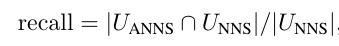 recall = |U_ANNS ∩ U_NNS|/|U_NNS|,